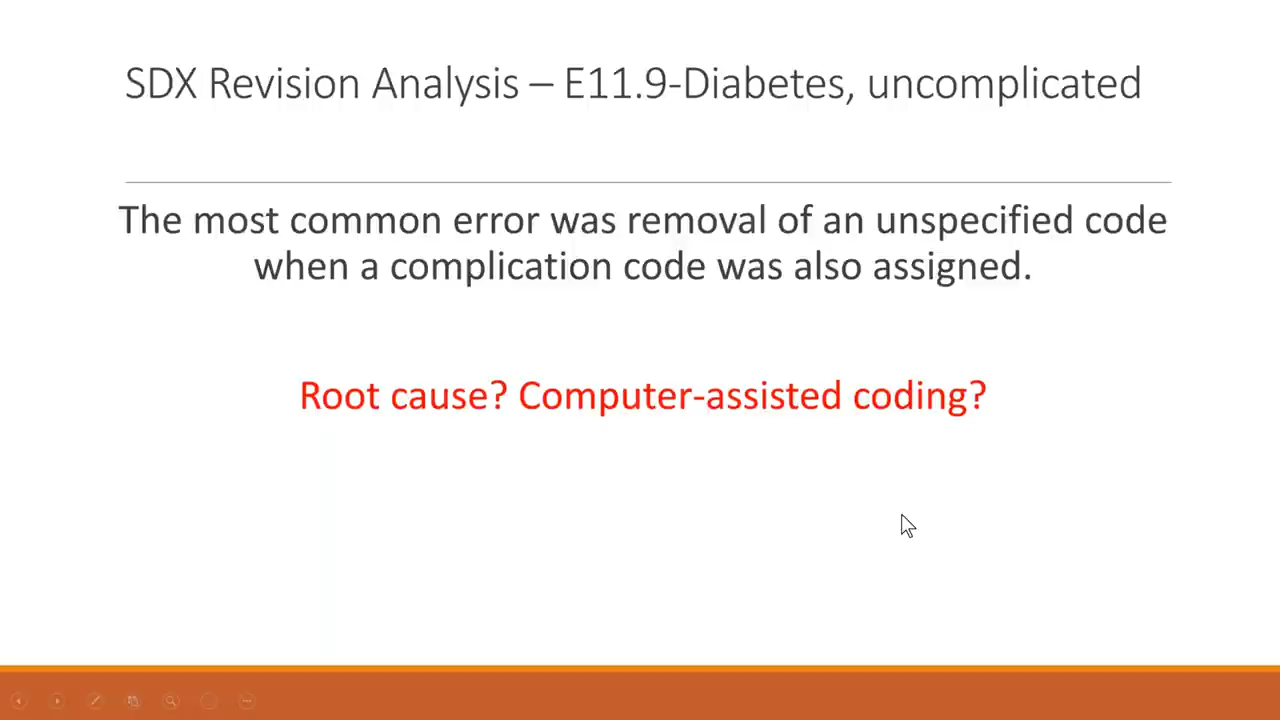 SDX Revision Analysis – E11.9-Diabetes, uncomplicated
The most common error was removal of an unspecified code
when a complication code was also assigned.
Root cause? Computer-assisted coding?